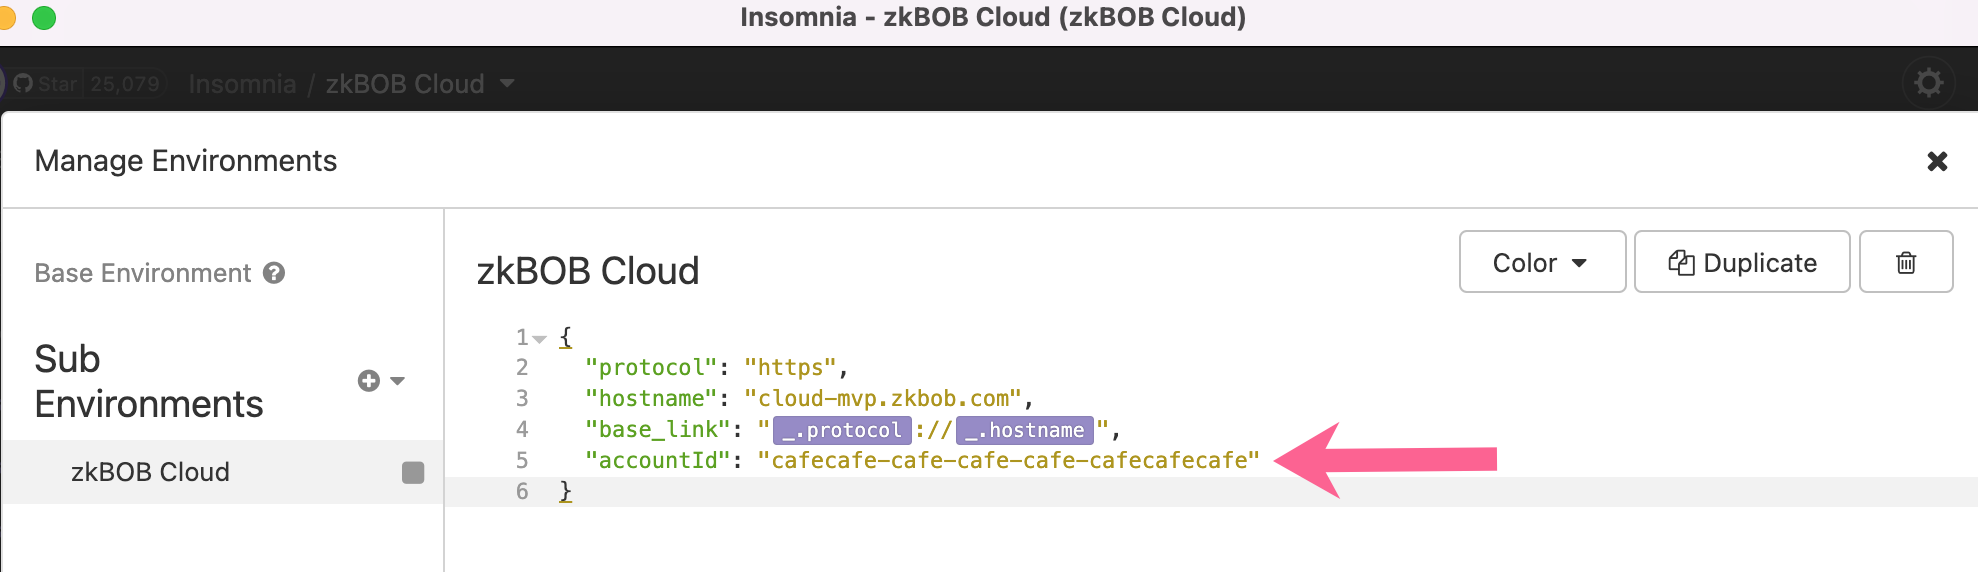 Insomnia - zkBOB Cloud (zkBOB Cloud)
Star 25,079 Insomnia / zkBOB Cloud
Manage Environments
Base Environment
Sub
Environments
zkBOB Cloud
zkBOB Cloud
Color Duplicate
1 {
2 "protocol": "https",
3 "hostname": "cloud-mvp.zkbob.com",
4 "base_link": "_.protocol://_.hostname",
5 "accountId": "cafecafe-cafe-cafe-cafe-cafecafecafe"
6 }